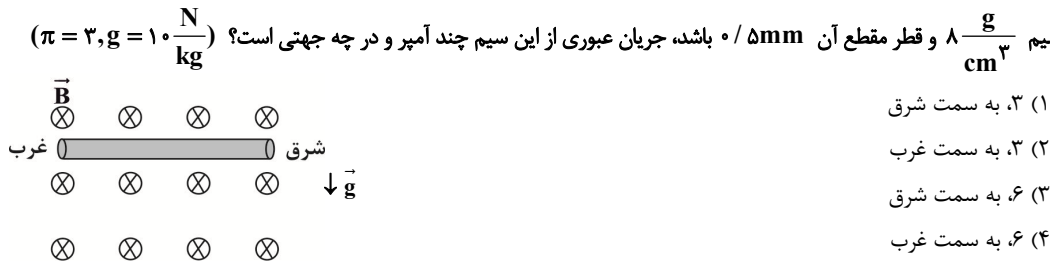 سیم ۸ g/cm³ و قطر مقطع آن ۰/۵mm باشد، جریان عبوری از این سیم چند آمپر و در چه جهتی است؟ (π = ۳, g = ۱۰ N/kg)
۱) ۳، به سمت شرق
۲) ۳، به سمت غرب
۳) ۶، به سمت شرق
۴) ۶، به سمت غرب
B
غرب
شرق
↓ g